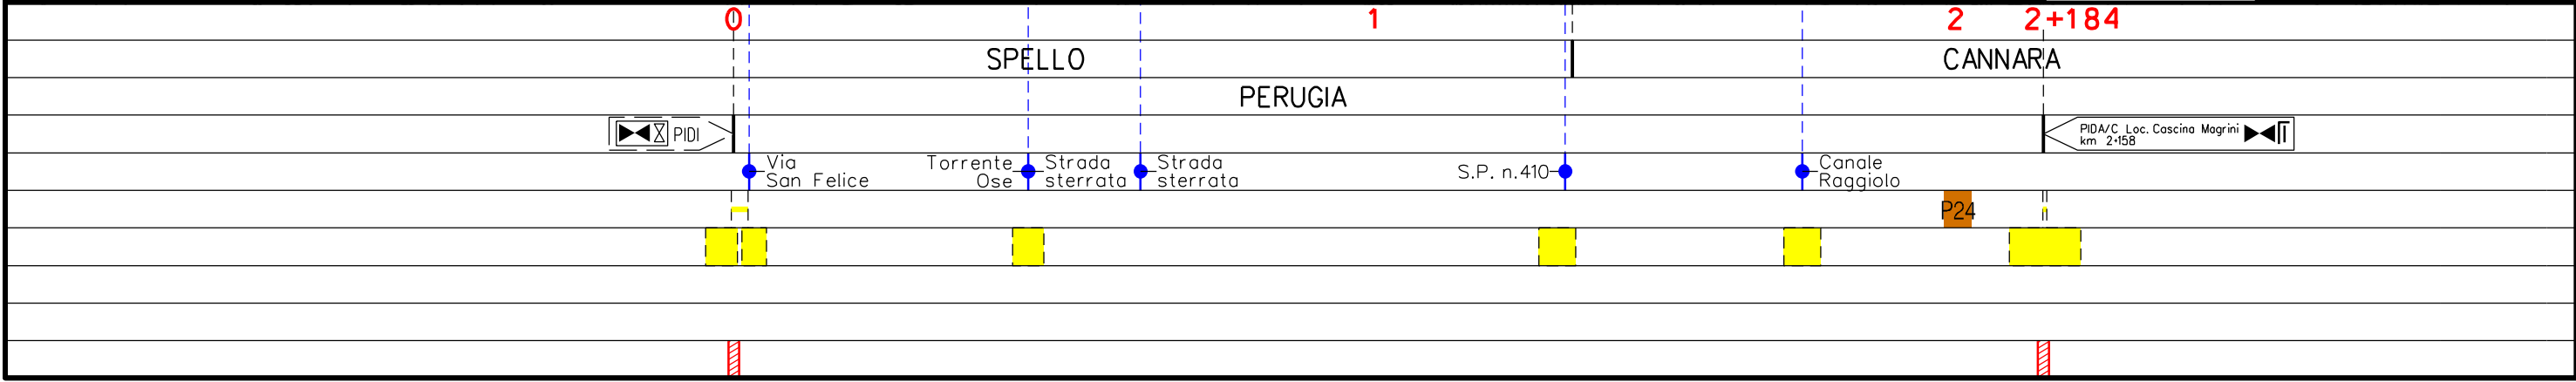 0 1 2 2+184
SPELLO CANNARA
PERUGIA
PIDI
PIDA/C Loc. Cascina Magrini
km 2+158
Via
San Felice
Torrente
Ose
Strada
sterrata
Strada
sterrata
S.P. n.410
Canale
Raggiolo
P24